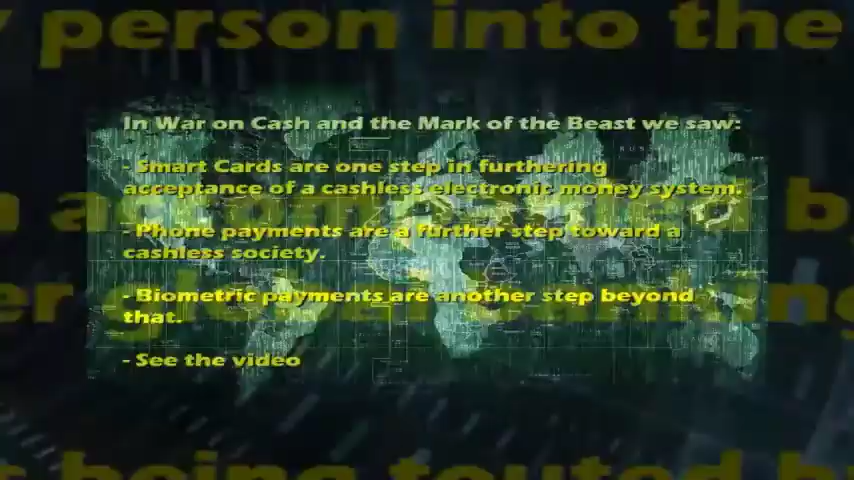 person into the
In War on Cash and the Mark of the Beast we saw:
- Smart Cards are one step in furthering
acceptance of a cashless electronic money system.
- Phone payments are a further step toward a
cashless society.
- Biometric payments are another step beyond
that.
- See the video
being touted